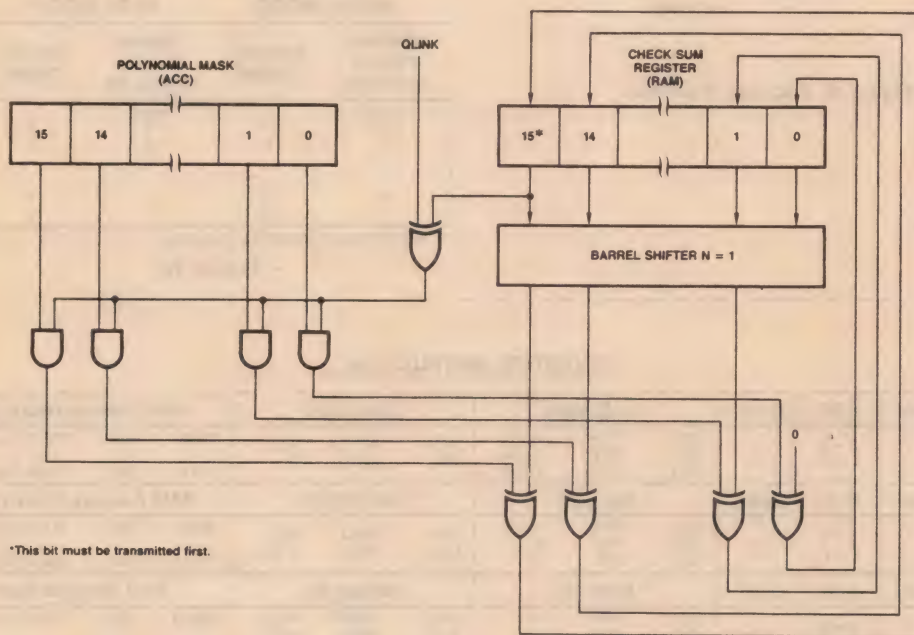 POLYNOMIAL MASK
(ACC)
QLINK
CHECK SUM
REGISTER
(RAM)
15 14 1 0
15* 14 1 0
BARREL SHIFTER N = 1
0
*This bit must be transmitted first.